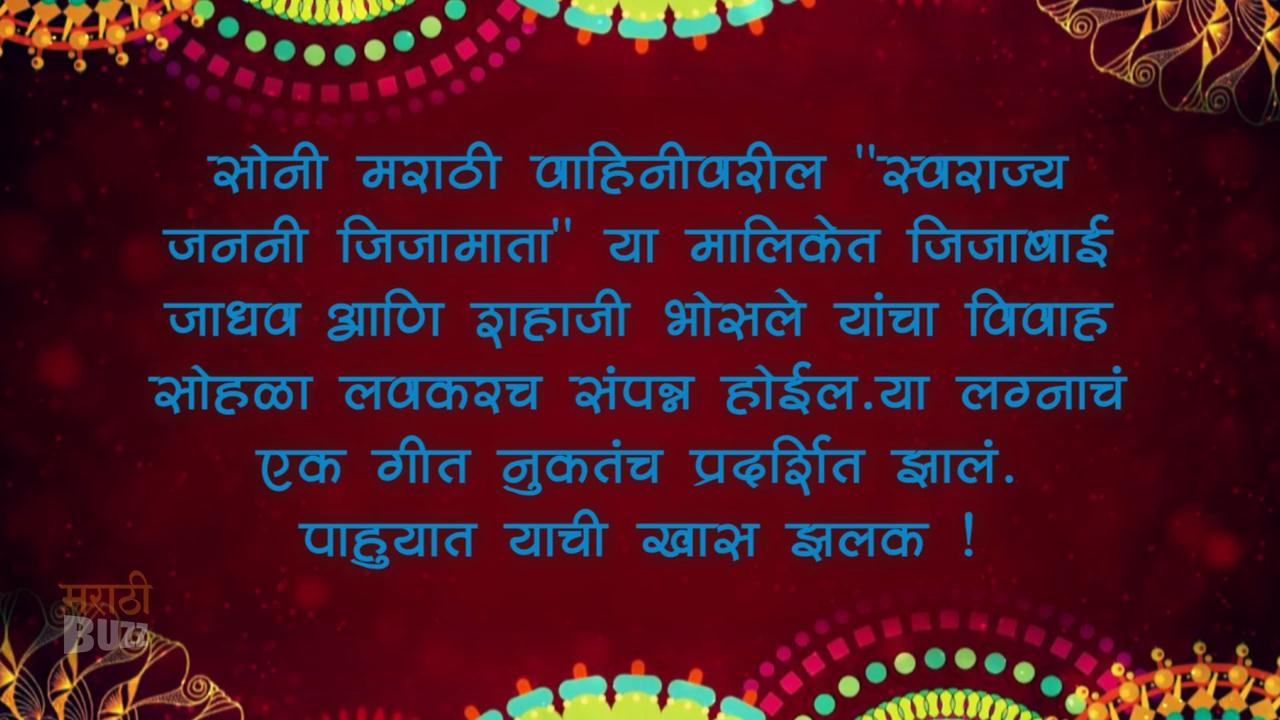 सोनी मराठी वाहिनीवरील "स्वराज्य
जननी जिजामाता" या मालिकेत जिजाबाई
जाधव आणि शहाजी भोसले यांचा विवाह
सोहळा लवकरच संपन्न होईल.या लग्नाचं
एक गीत नुकतंच प्रदर्शित झालं.
पाहुयात याची खास झलक !
मराठी
Buzz